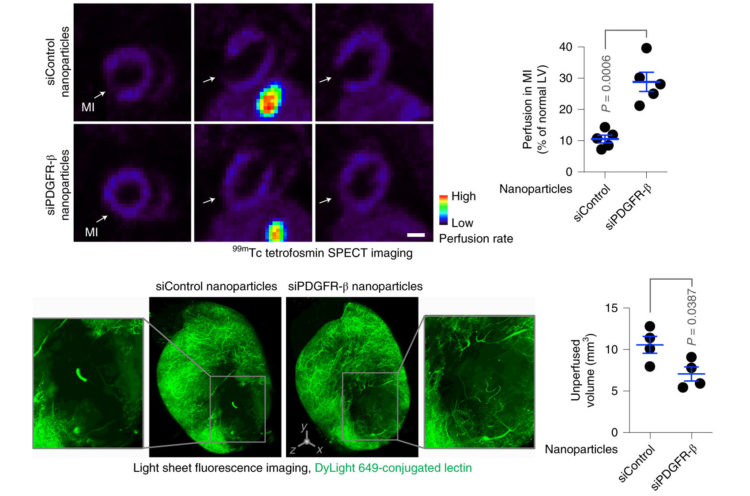 siControl
nanoparticles
MI
siPDGFR-β
nanoparticles
MI
High
Low
Perfusion rate
99mTc tetrofosmin SPECT imaging
Perfusion in MI
(% of normal LV)
40
30
20
10
0
P = 0.0006
Nanoparticles
siControl
siPDGFR-β
siControl nanoparticles
siPDGFR-β nanoparticles
y
z
x
Light sheet fluorescence imaging, DyLight 649-conjugated lectin
Unperfused
volume (mm3)
15
10
5
0
P = 0.0387
Nanoparticles
siControl
siPDGFR-β